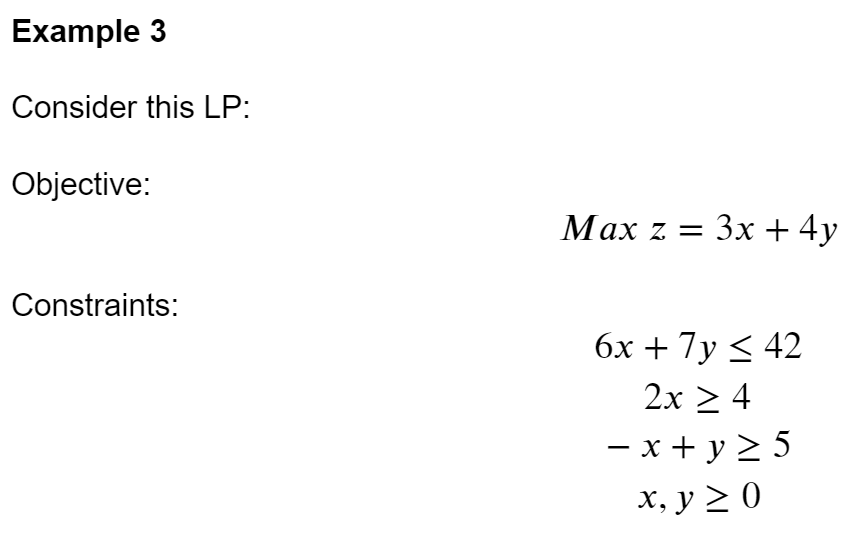 Example 3
Consider this LP:
Objective:
Max z = 3x + 4y
Constraints:
6x + 7y ≤ 42
2x ≥ 4
− x + y ≥ 5
x, y ≥ 0